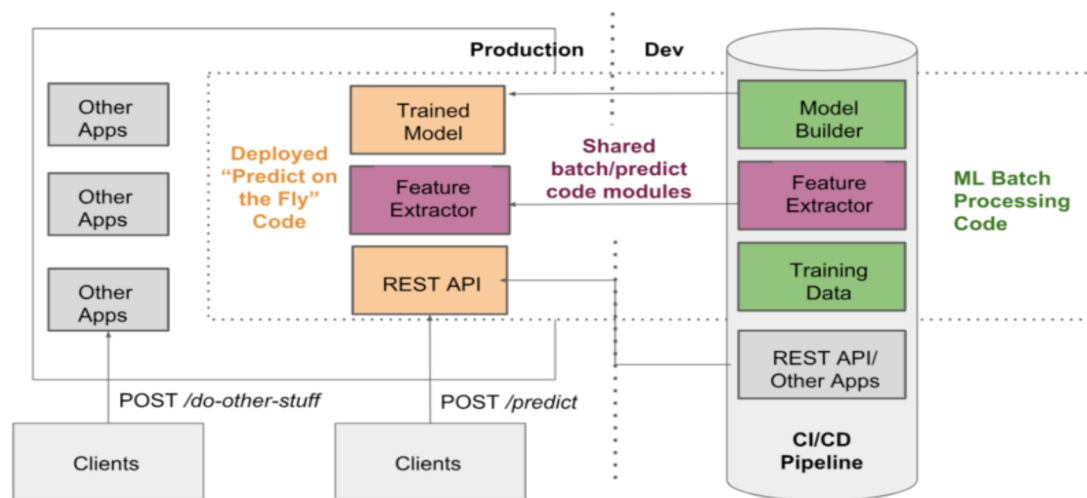 Production
Dev
Other
Apps
Other
Apps
Other
Apps
Deployed
“Predict on
the Fly”
Code
Trained
Model
Feature
Extractor
REST API
Shared
batch/predict
code modules
Model
Builder
Feature
Extractor
Training
Data
REST API/
Other Apps
CI/CD
Pipeline
ML Batch
Processing
Code
POST /do-other-stuff
POST /predict
Clients
Clients